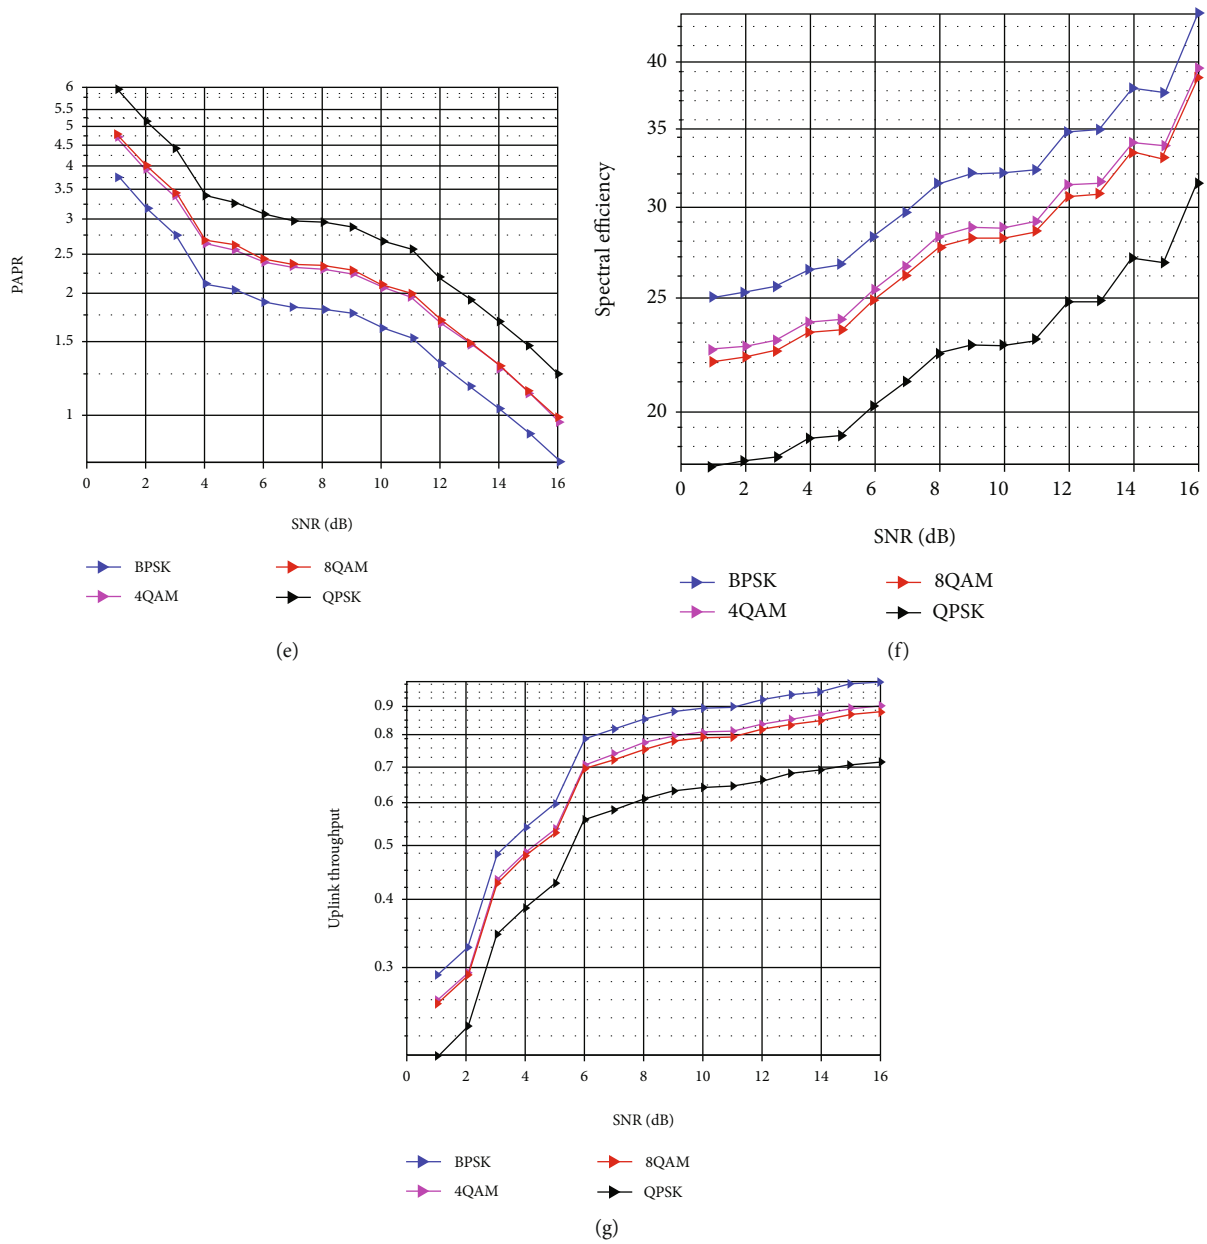 6
5.5
5
4.5
4
3.5
3
2.5
2
1.5
1
PAPR
0 2 4 6 8 10 12 14 16
SNR (dB)
BPSK 8QAM
4QAM QPSK
(e)
40
35
30
25
20
Spectral efficiency
0 2 4 6 8 10 12 14 16
SNR (dB)
BPSK 8QAM
4QAM QPSK
(f)
0.9
0.8
0.7
0.6
0.5
0.4
0.3
Uplink throughput
0 2 4 6 8 10 12 14 16
SNR (dB)
BPSK 8QAM
4QAM QPSK
(g)